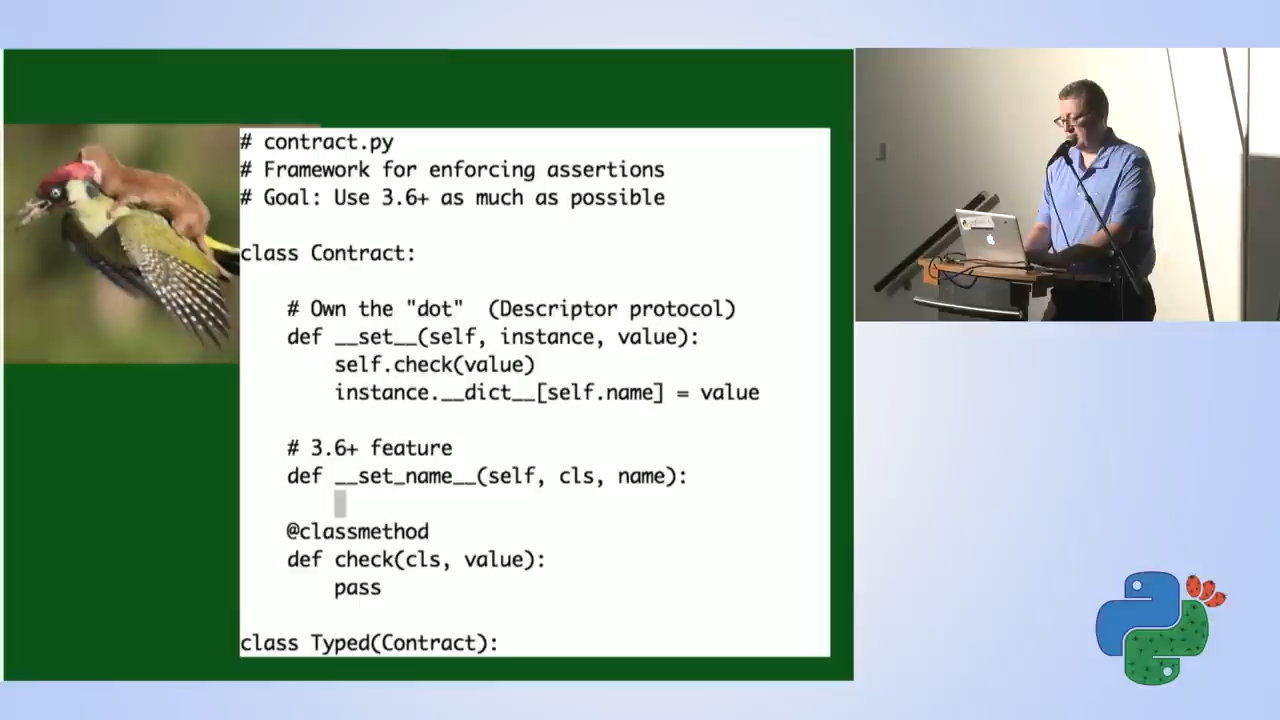 # contract.py
# Framework for enforcing assertions
# Goal: Use 3.6+ as much as possible
class Contract:
# Own the "dot"  (Descriptor protocol)
def __set__(self, instance, value):
self.check(value)
instance.__dict__[self.name] = value
# 3.6+ feature
def __set_name__(self, cls, name):
@classmethod
def check(cls, value):
pass
class Typed(Contract):